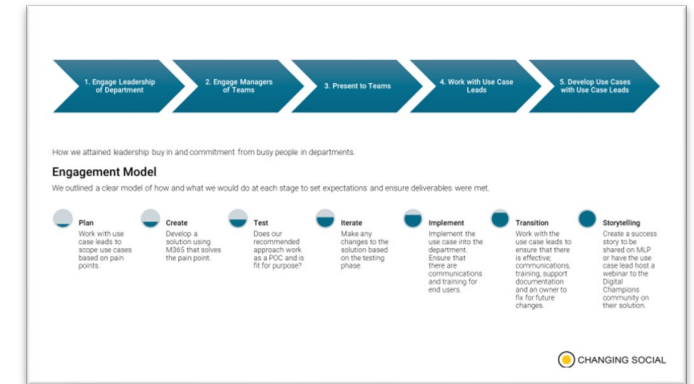 1. Engage Leadership
of Department
2. Engage Managers
of Teams
3. Present to Teams
4. Work with Use Case
Leads
5. Develop Use Cases
with Use Case Leads
How we attained leadership buy in and commitment from busy people in departments.
Engagement Model
We outlined a clear model of how and what we would do at each stage to set expectations and ensure deliverables were met.
Plan
Work with use
case leads to
scope use cases
based on pain
points.
Create
Develop a
solution using
M365 that solves
the pain point.
Test
Does our
recommended
approach work
as a POC and is
fit for purpose?
Iterate
Make any
changes to the
solution based
on the testing
phase.
Implement
Implement the
use case into the
department.
Ensure that
there are
communications
and training for
end users.
Transition
Work with the
use case leads to
ensure that there
is effective;
communications,
training, support
documentation
and an owner to
fix for future
changes.
Storytelling
Create a success
story to be
shared on MLP
or have the use
case lead host a
webinar to the
Digital
Champions
community on
their solution.
CHANGING SOCIAL